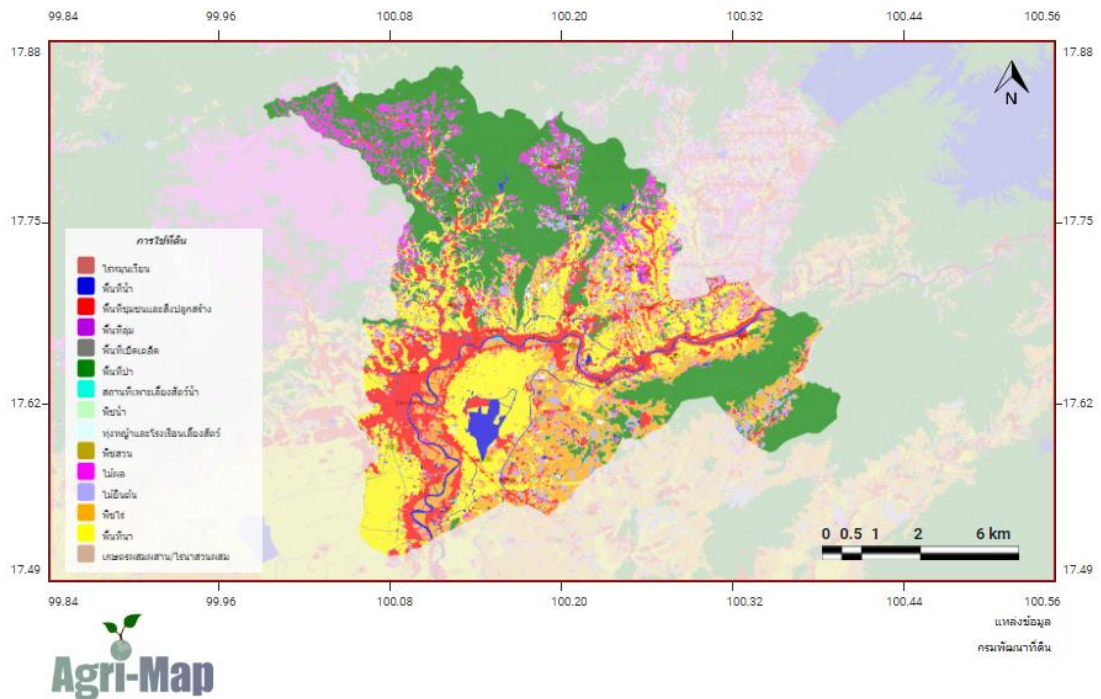 99.84 99.96 100.08 100.20 100.32 100.44 100.56
17.88 17.88
N
17.75 17.75
การใช้ที่ดิน
ไร่หมุนเวียน
พื้นที่น้ำ
พื้นที่ชุมชนและสิ่งปลูกสร้าง
พื้นที่ลุ่ม
พื้นที่เบ็ดเตล็ด
พื้นที่ป่า
สถานที่เพาะเลี้ยงสัตว์น้ำ
พืชน้ำ
ทุ่งหญ้าและโรงเรือนเลี้ยงสัตว์
พืชสวน
ไม้ผล
ไม้ยืนต้น
พืชไร่
พื้นที่นา
เกษตรผสมผสาน/ไร่นาสวนผสม
17.62 17.62
0 0.5 1 2 6 km
17.49 17.49
99.84 99.96 100.08 100.20 100.32 100.44 100.56
แหล่งข้อมูล
กรมพัฒนาที่ดิน
Agri-Map